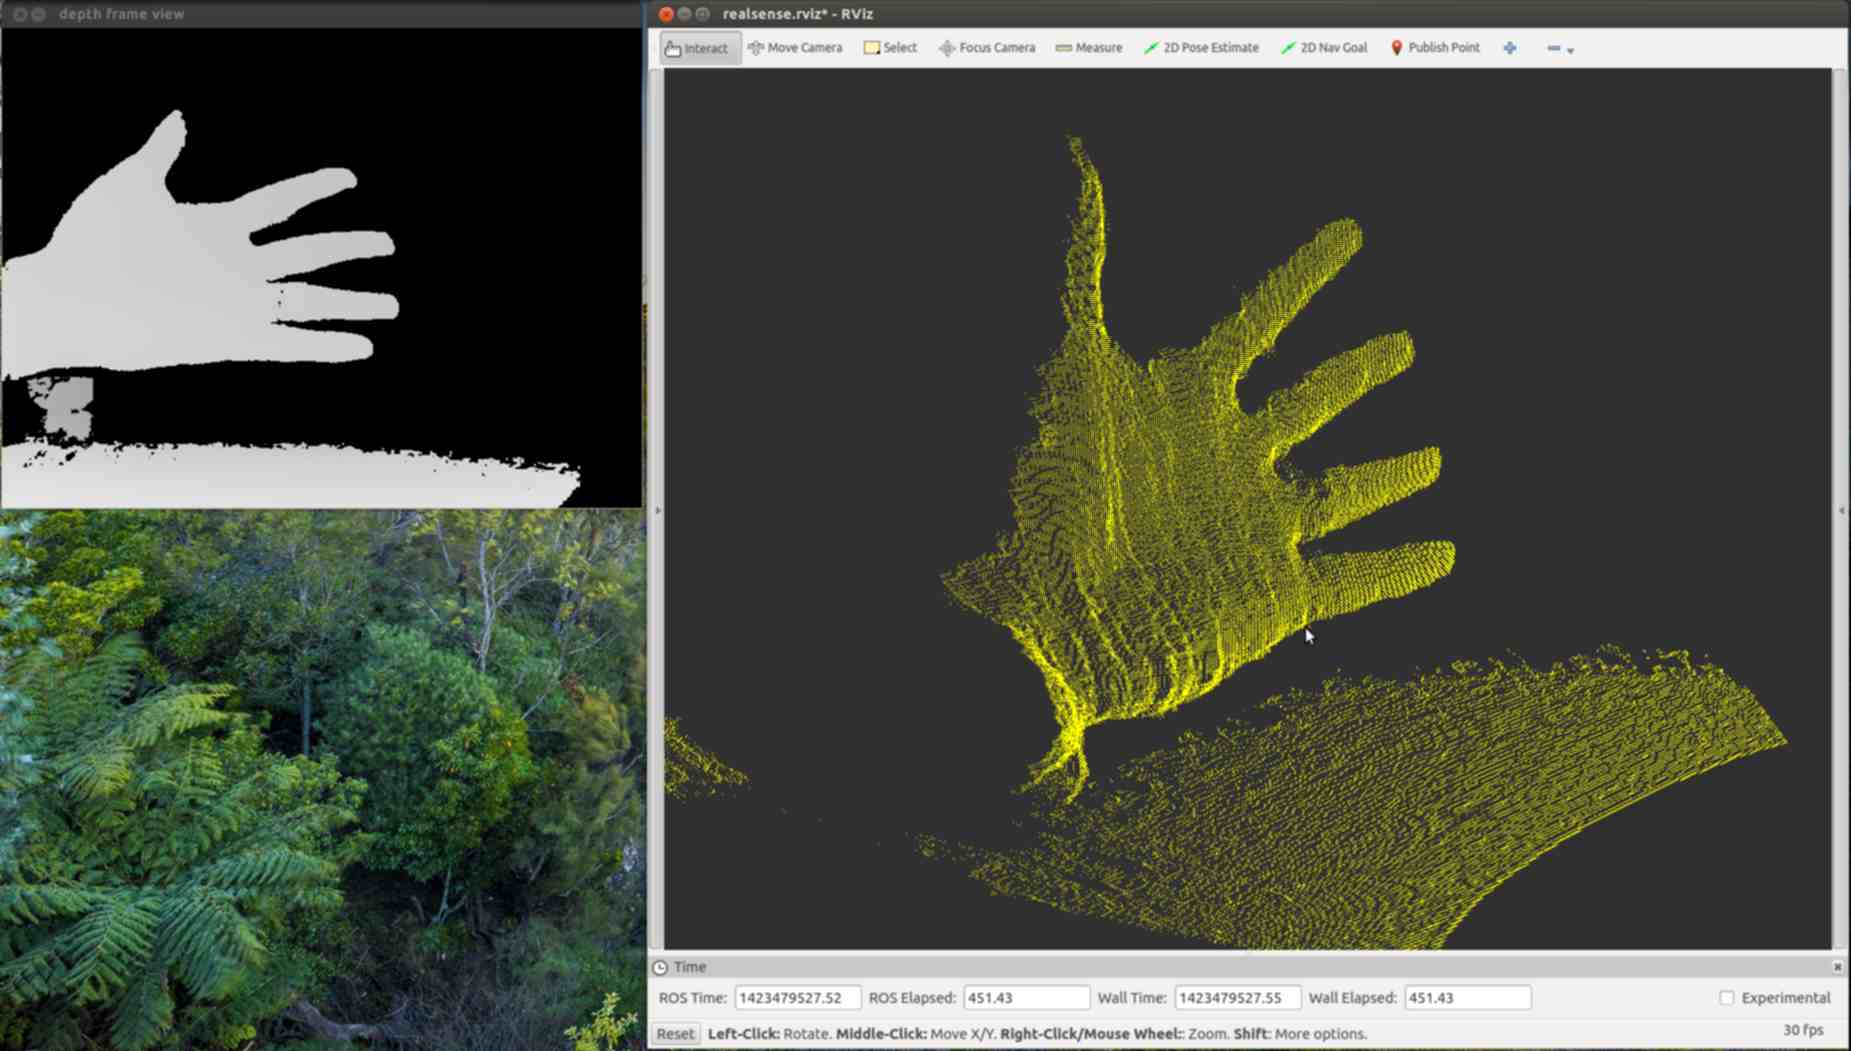 depth frame view
realsense.rviz* - RViz
Interact Move Camera Select Focus Camera Measure 2D Pose Estimate 2D Nav Goal Publish Point
Time
ROS Time: 1423479527.52 ROS Elapsed: 451.43 Wall Time: 1423479527.55 Wall Elapsed: 451.43 Experimental
Reset Left-Click: Rotate. Middle-Click: Move X/Y. Right-Click/Mouse Wheel:: Zoom. Shift: More options. 30 fps